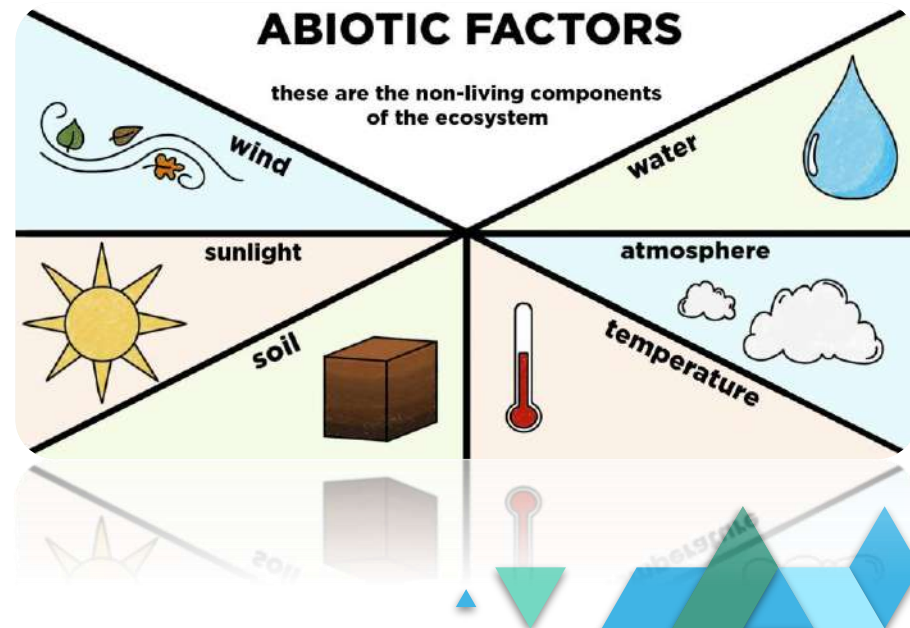 ABIOTIC FACTORS
these are the non-living components
of the ecosystem
wind
water
sunlight
atmosphere
soil
temperature